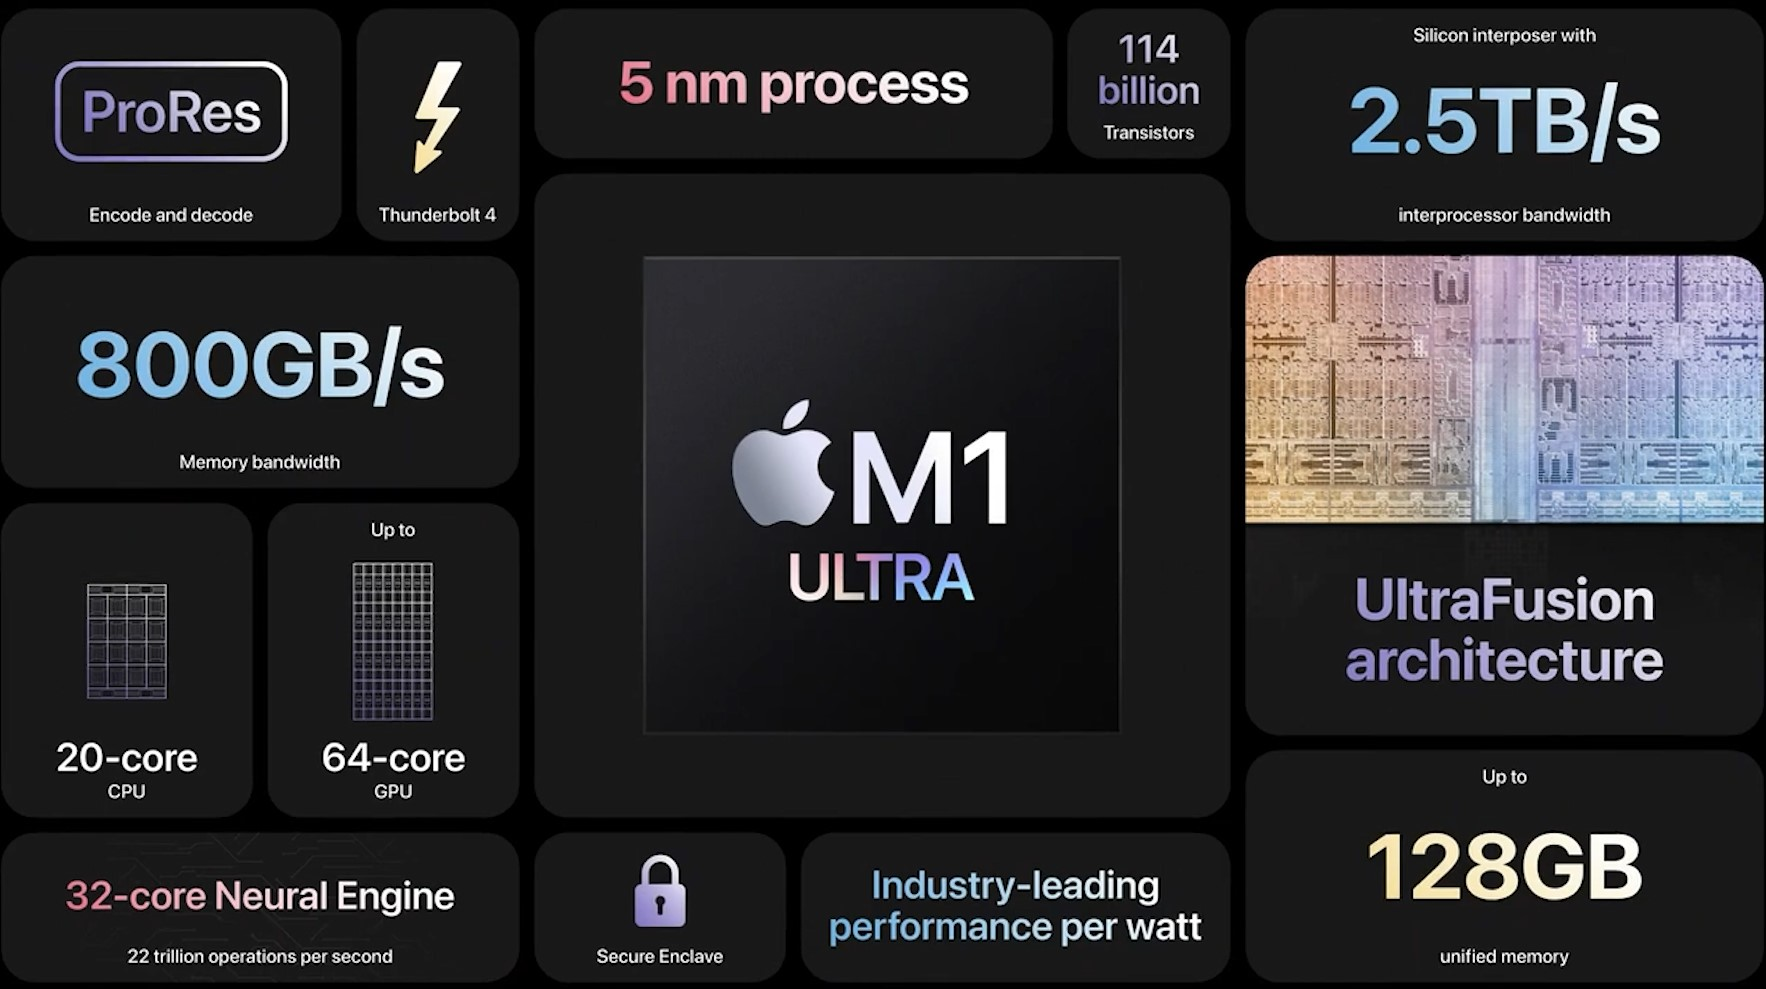 ProRes
Encode and decode
Thunderbolt 4
5 nm process
114
billion
Transistors
Silicon interposer with
2.5TB/s
interprocessor bandwidth
800GB/s
Memory bandwidth
M1
ULTRA
UltraFusion
architecture
20-core
CPU
Up to
64-core
GPU
Up to
128GB
unified memory
32-core Neural Engine
22 trillion operations per second
Secure Enclave
Industry-leading
performance per watt